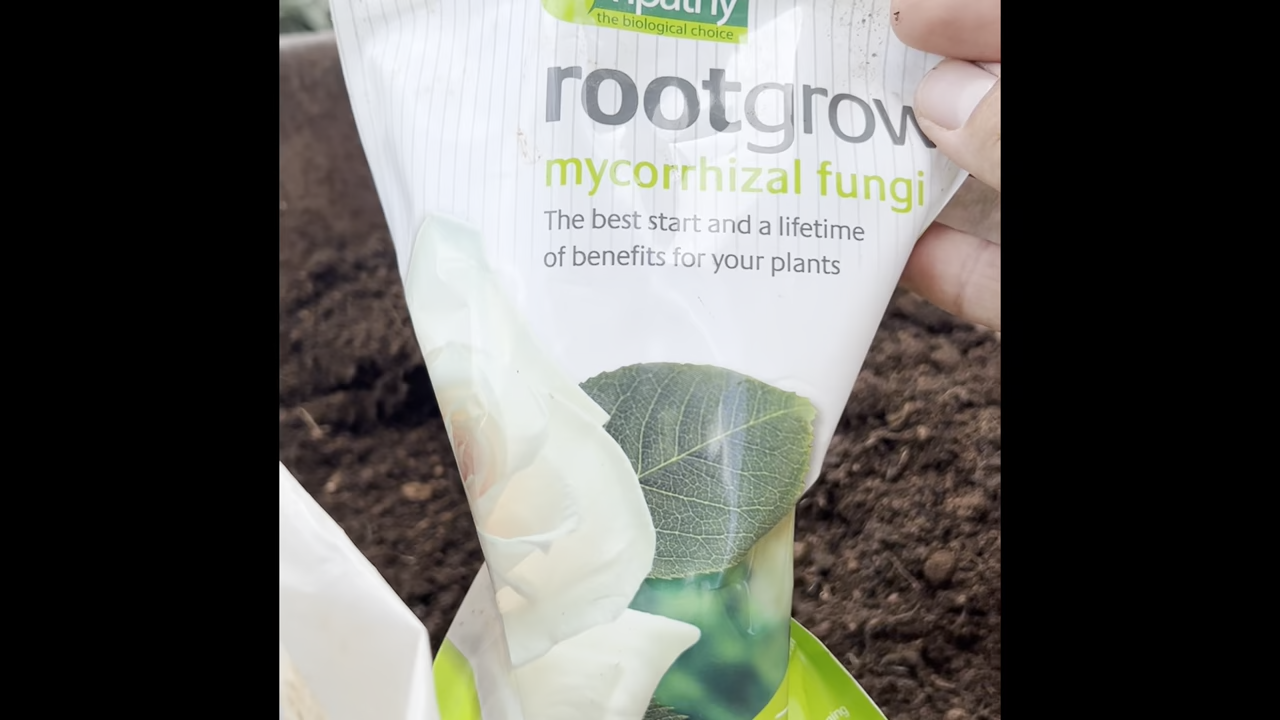 the biological choice
rootgrow
mycorrhizal fungi
The best start and a lifetime
of benefits for your plants